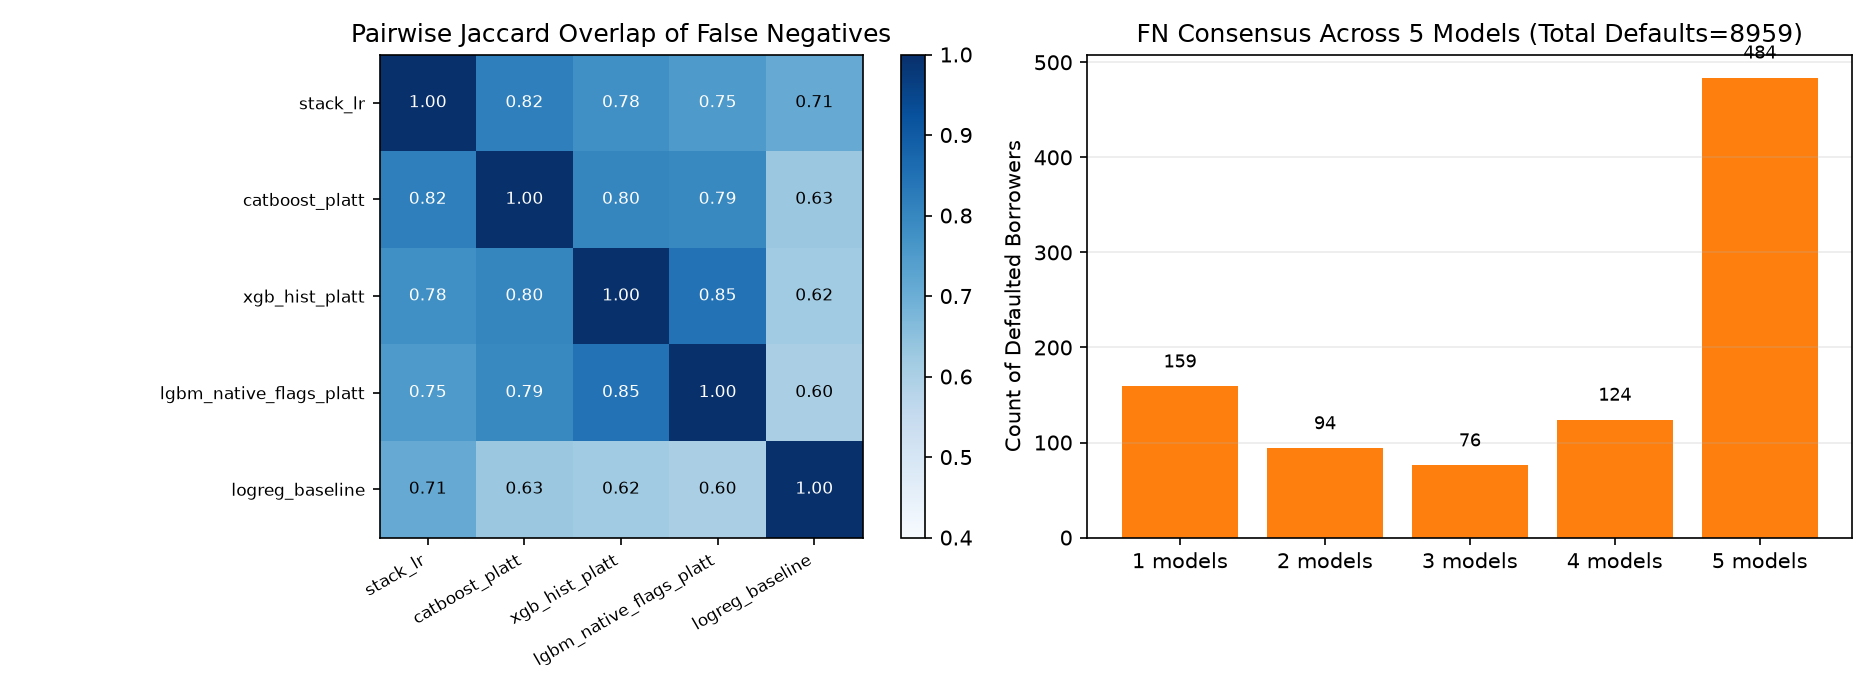 Pairwise Jaccard Overlap of False Negatives
stack_lr
catboost_platt
xgb_hist_platt
lgbm_native_flags_platt
logreg_baseline
1.00 0.82 0.78 0.75 0.71
0.82 1.00 0.80 0.79 0.63
0.78 0.80 1.00 0.85 0.62
0.75 0.79 0.85 1.00 0.60
0.71 0.63 0.62 0.60 1.00
stack_lr
catboost_platt
xgb_hist_platt
lgbm_native_flags_platt
logreg_baseline
1.0
0.9
0.8
0.7
0.6
0.5
0.4
FN Consensus Across 5 Models (Total Defaults=8959)
Count of Defaulted Borrowers
500
400
300
200
100
0
159
94
76
124
484
1 models
2 models
3 models
4 models
5 models